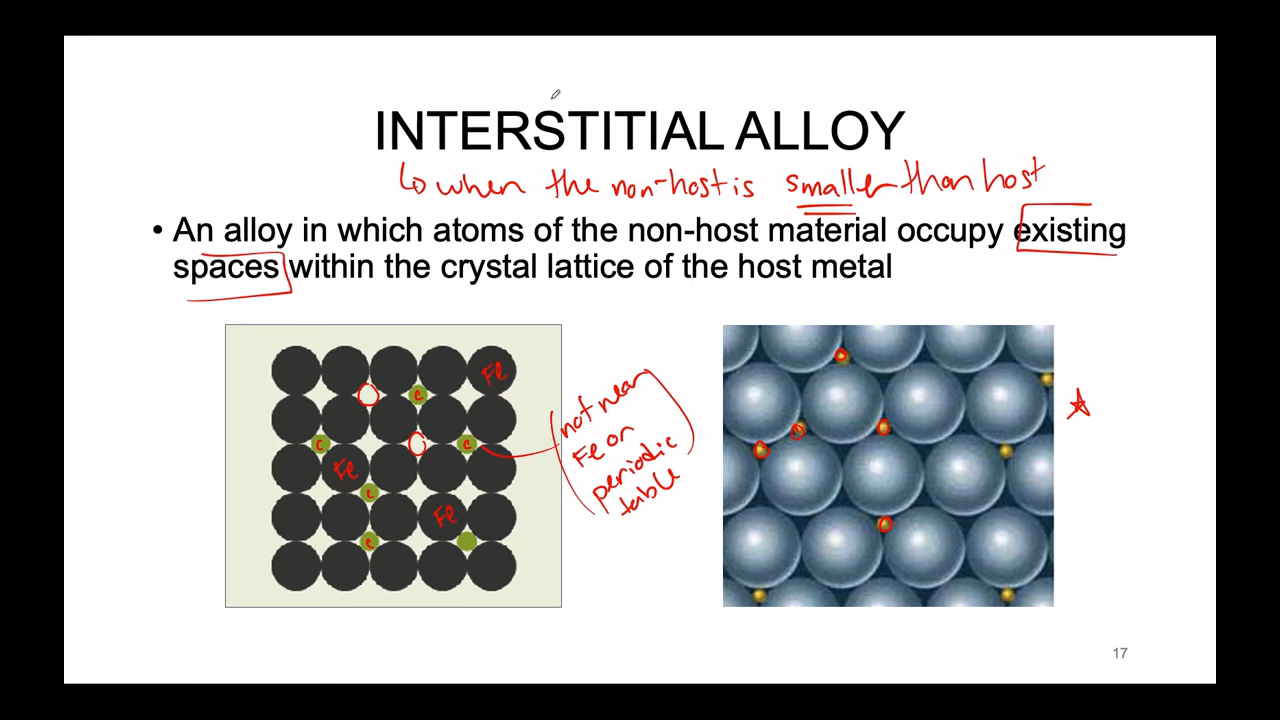 INTERSTITIAL ALLOY
↳ when the non-host is smaller than host
• An alloy in which atoms of the non-host material occupy existing
spaces within the crystal lattice of the host metal
Fe
C
C
C
Fe
C
Fe
C
(not near
Fe on
periodic
table)
17